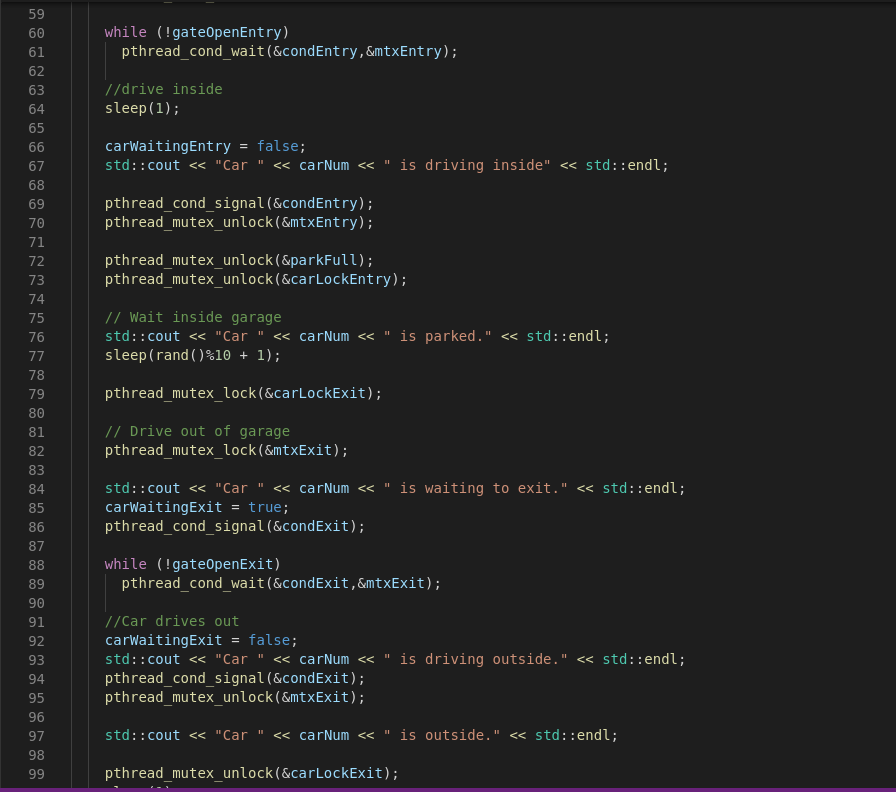 59
60 while (!gateOpenEntry)
61 pthread_cond_wait(&condEntry,&mtxEntry);
62
63 //drive inside
64 sleep(1);
65
66 carWaitingEntry = false;
67 std::cout << "Car " << carNum << " is driving inside" << std::endl;
68
69 pthread_cond_signal(&condEntry);
70 pthread_mutex_unlock(&mtxEntry);
71
72 pthread_mutex_unlock(&parkFull);
73 pthread_mutex_unlock(&carLockEntry);
74
75 // Wait inside garage
76 std::cout << "Car " << carNum << " is parked." << std::endl;
77 sleep(rand()%10 + 1);
78
79 pthread_mutex_lock(&carLockExit);
80
81 // Drive out of garage
82 pthread_mutex_lock(&mtxExit);
83
84 std::cout << "Car " << carNum << " is waiting to exit." << std::endl;
85 carWaitingExit = true;
86 pthread_cond_signal(&condExit);
87
88 while (!gateOpenExit)
89 pthread_cond_wait(&condExit,&mtxExit);
90
91 //Car drives out
92 carWaitingExit = false;
93 std::cout << "Car " << carNum << " is driving outside." << std::endl;
94 pthread_cond_signal(&condExit);
95 pthread_mutex_unlock(&mtxExit);
96
97 std::cout << "Car " << carNum << " is outside." << std::endl;
98
99 pthread_mutex_unlock(&carLockExit);